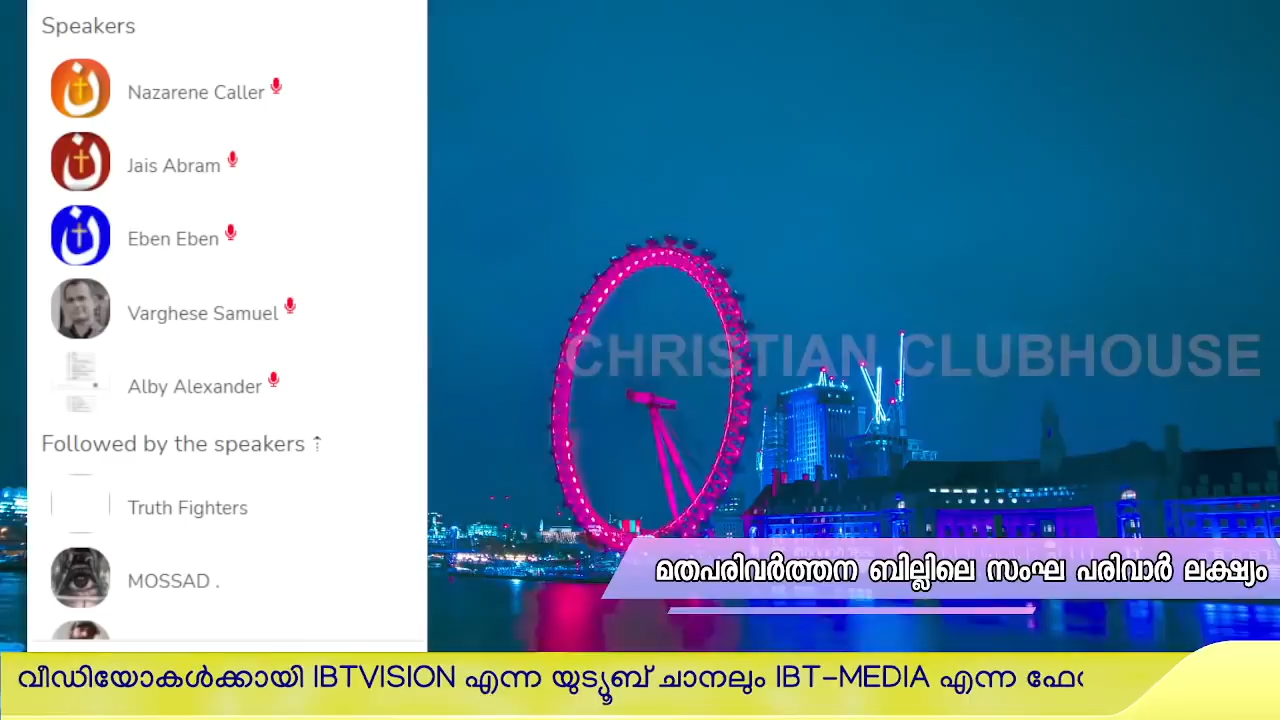 Speakers
Nazarene Caller
Jais Abram
Eben Eben
Varghese Samuel
Alby Alexander
Followed by the speakers ⇡
Truth Fighters
MOSSAD .
CHRISTIAN CLUBHOUSE
മതപരിവർത്തന ബില്ലിലെ സംഘ പരിവാർ ലക്ഷ്യം
വീഡിയോകൾക്കായി IBTVISION എന്ന യുട്യൂബ് ചാനലും IBT-MEDIA എന്ന